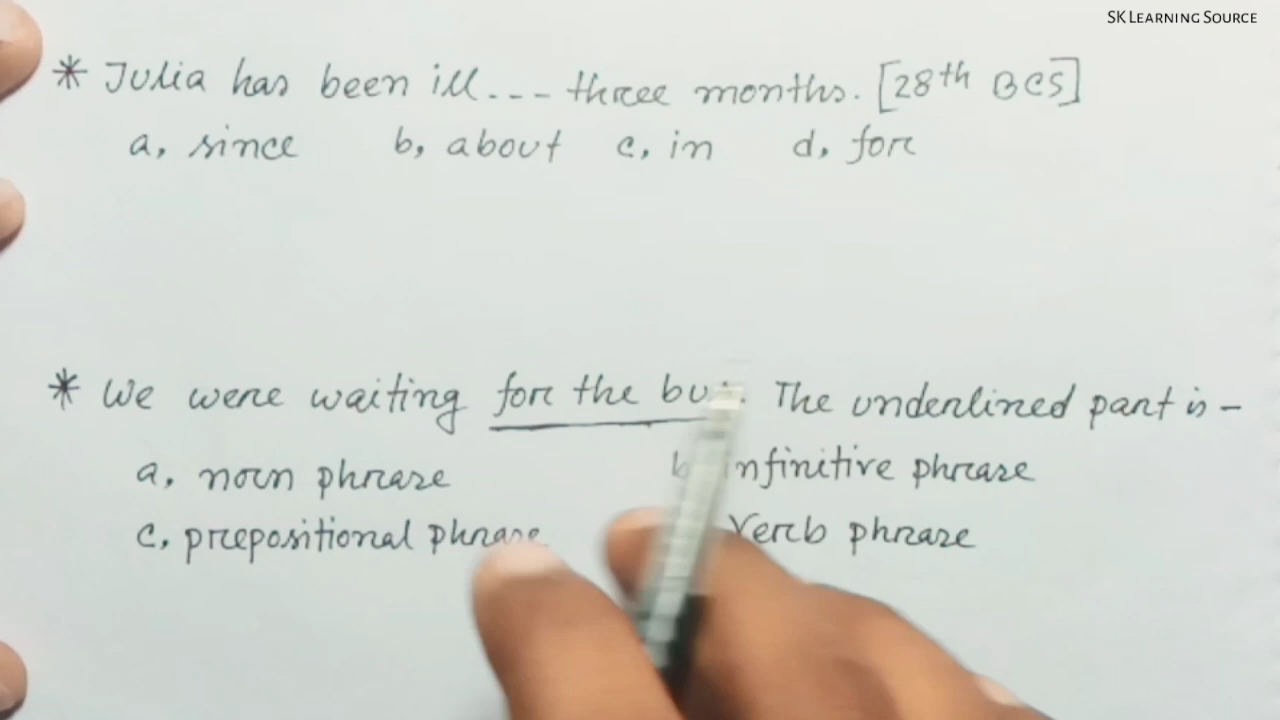 SK LEARNING SOURCE
* Julia has been ill--- three months. [28th BCS]
a, since b, about c, in d, for
* We were waiting for the bus. The underlined part is -
a, noun phrase b, infinitive phrase
c, prepositional phrase Verb phrase